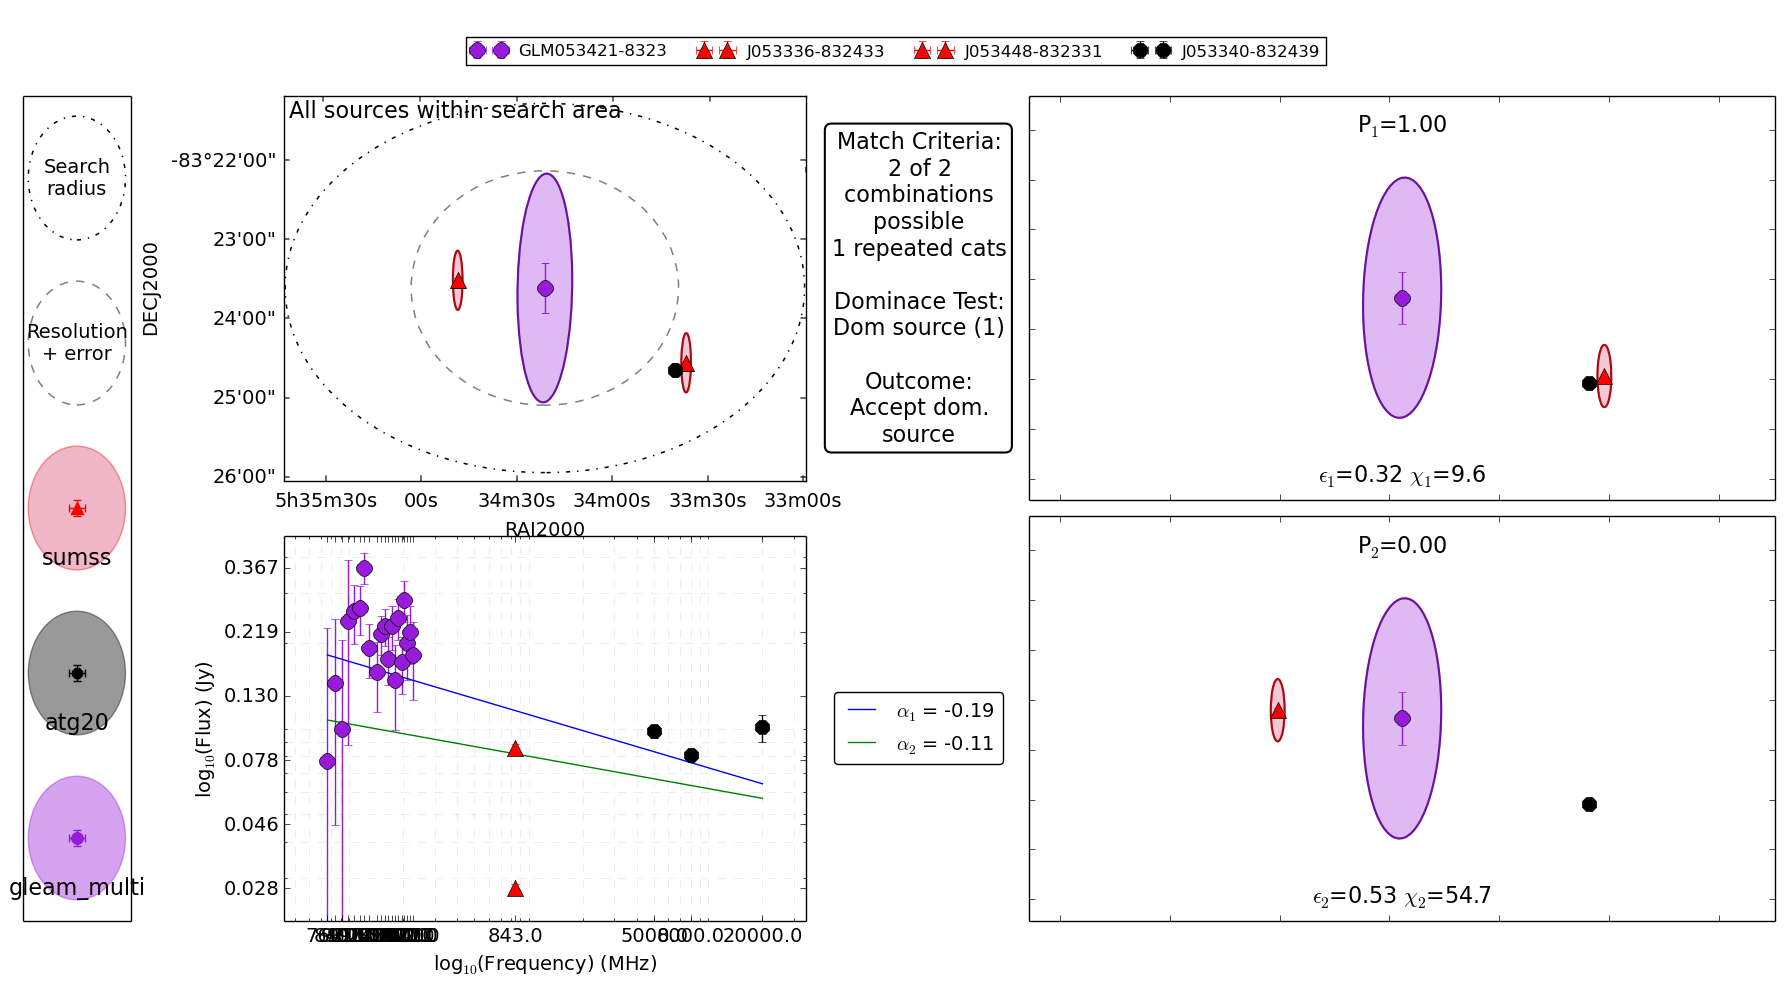 GLM053421-8323 J053336-832433 J053448-832331 J053340-832439
Search
radius
Resolution
+ error
sumss
atg20
gleam_multi
All sources within search area
DECJ2000
-83°22'00"
23'00"
24'00"
25'00"
26'00"
5h35m30s 00s 34m30s 34m00s 33m30s 33m00s
RAJ2000
Match Criteria:
2 of 2
combinations
possible
1 repeated cats
Dominace Test:
Dom source (1)
Outcome:
Accept dom.
source
P1=1.00
ϵ1=0.32 χ1=9.6
P2=0.00
ϵ2=0.53 χ2=54.7
log10(Flux) (Jy)
0.367
0.219
0.130
0.078
0.046
0.028
843.0 5000.0 8000.0 20000.0
log10(Frequency) (MHz)
α1 = -0.19
α2 = -0.11